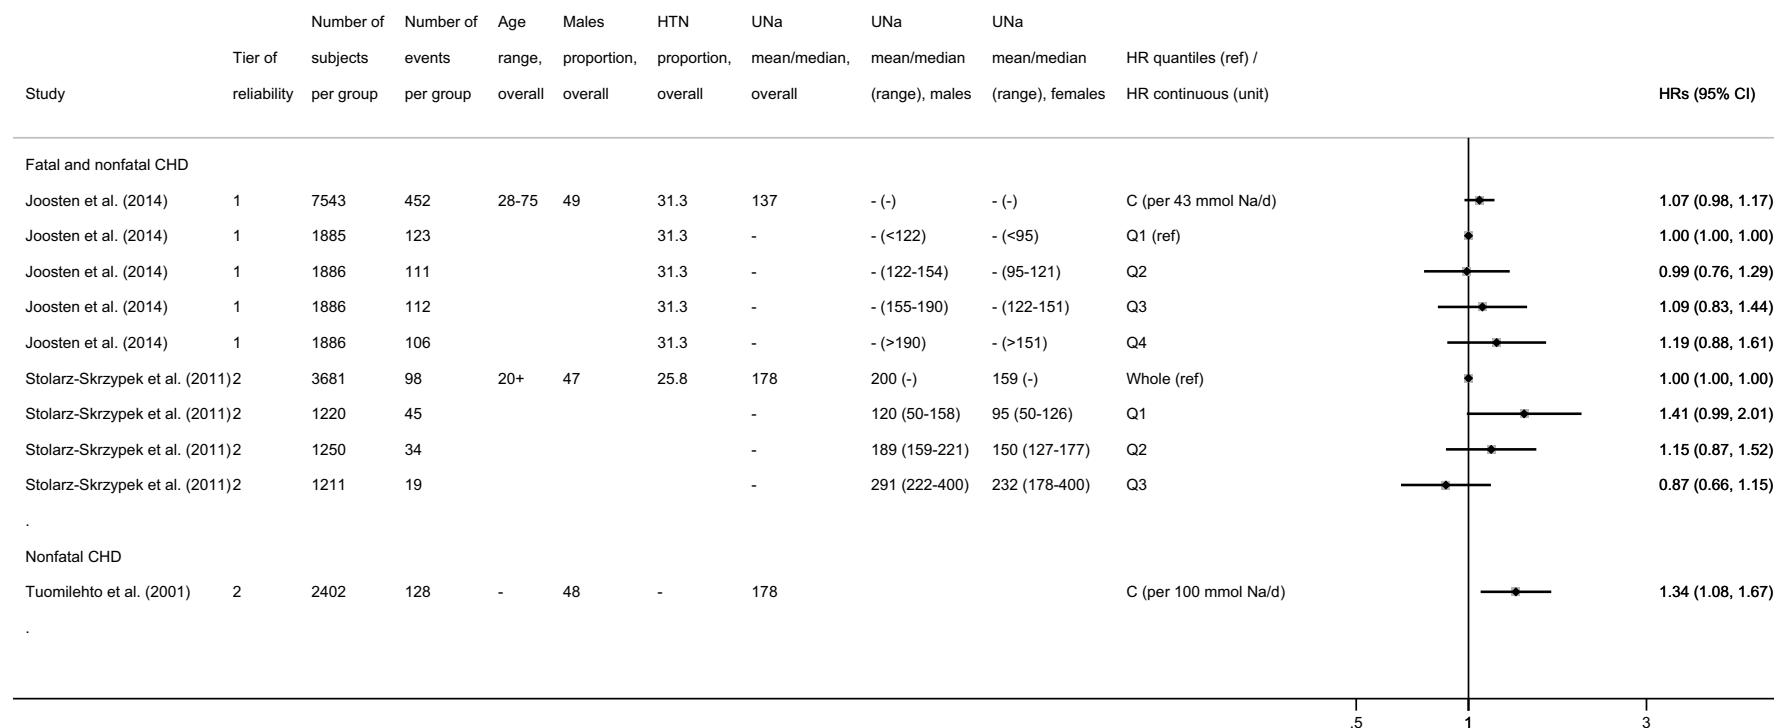 Number of Number of Age Males HTN UNa UNa UNa
Tier of subjects events range, proportion, proportion, mean/median, mean/median mean/median HR quantiles (ref) /
Study reliability per group per group overall overall overall overall (range), males (range), females HR continuous (unit) HRs (95% CI)
Fatal and nonfatal CHD
Joosten et al. (2014) 1 7543 452 28-75 49 31.3 137 - (-) - (-) C (per 43 mmol Na/d) 1.07 (0.98, 1.17)
Joosten et al. (2014) 1 1885 123 31.3 - - (<122) - (<95) Q1 (ref) 1.00 (1.00, 1.00)
Joosten et al. (2014) 1 1886 111 31.3 - - (122-154) - (95-121) Q2 0.99 (0.76, 1.29)
Joosten et al. (2014) 1 1886 112 31.3 - - (155-190) - (122-151) Q3 1.09 (0.83, 1.44)
Joosten et al. (2014) 1 1886 106 31.3 - - (>190) - (>151) Q4 1.19 (0.88, 1.61)
Stolarz-Skrzypek et al. (2011) 2 3681 98 20+ 47 25.8 178 200 (-) 159 (-) Whole (ref) 1.00 (1.00, 1.00)
Stolarz-Skrzypek et al. (2011) 2 1220 45 - 120 (50-158) 95 (50-126) Q1 1.41 (0.99, 2.01)
Stolarz-Skrzypek et al. (2011) 2 1250 34 - 189 (159-221) 150 (127-177) Q2 1.15 (0.87, 1.52)
Stolarz-Skrzypek et al. (2011) 2 1211 19 - 291 (222-400) 232 (178-400) Q3 0.87 (0.66, 1.15)
.
Nonfatal CHD
Tuomilehto et al. (2001) 2 2402 128 - 48 - 178 C (per 100 mmol Na/d) 1.34 (1.08, 1.67)
.
.5 1 3